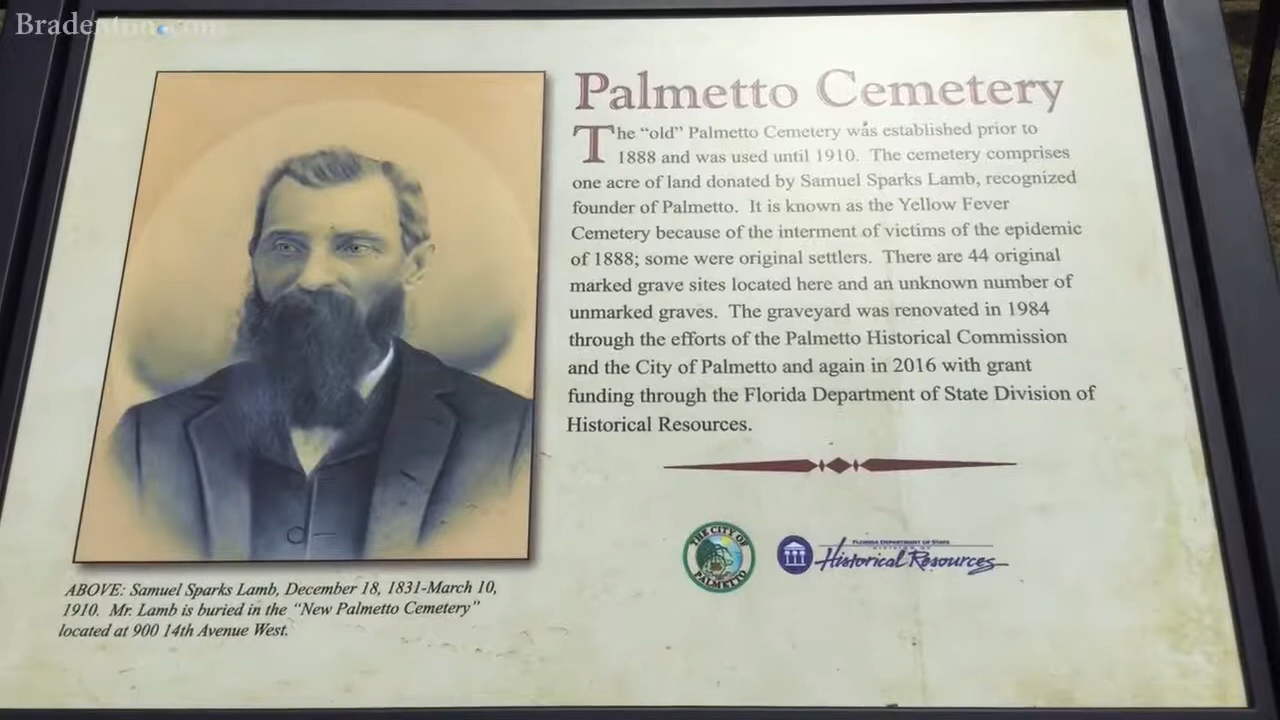 Bradenton.com
Palmetto Cemetery
The “old” Palmetto Cemetery was established prior to
1888 and was used until 1910. The cemetery comprises
one acre of land donated by Samuel Sparks Lamb, recognized
founder of Palmetto. It is known as the Yellow Fever
Cemetery because of the interment of victims of the epidemic
of 1888; some were original settlers. There are 44 original
marked grave sites located here and an unknown number of
unmarked graves. The graveyard was renovated in 1984
through the efforts of the Palmetto Historical Commission
and the City of Palmetto and again in 2016 with grant
funding through the Florida Department of State Division of
Historical Resources.
THE CITY OF
PALMETTO
FLORIDA DEPARTMENT OF STATE
DIVISION OF
Historical Resources
ABOVE: Samuel Sparks Lamb, December 18, 1831-March 10,
1910. Mr. Lamb is buried in the “New Palmetto Cemetery”
located at 900 14th Avenue West.